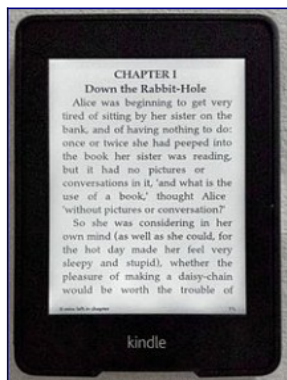 CHAPTER I
Down the Rabbit-Hole
Alice was beginning to get very
tired of sitting by her sister on the
bank, and of having nothing to do:
once or twice she had peeped into
the book her sister was reading,
but it had no pictures or
conversations in it, 'and what is the
use of a book,' thought Alice
'without pictures or conversation?'
So she was considering in her
own mind (as well as she could, for
the hot day made her feel very
sleepy and stupid), whether the
pleasure of making a daisy-chain
would be worth the trouble of
left in chapter
kindle